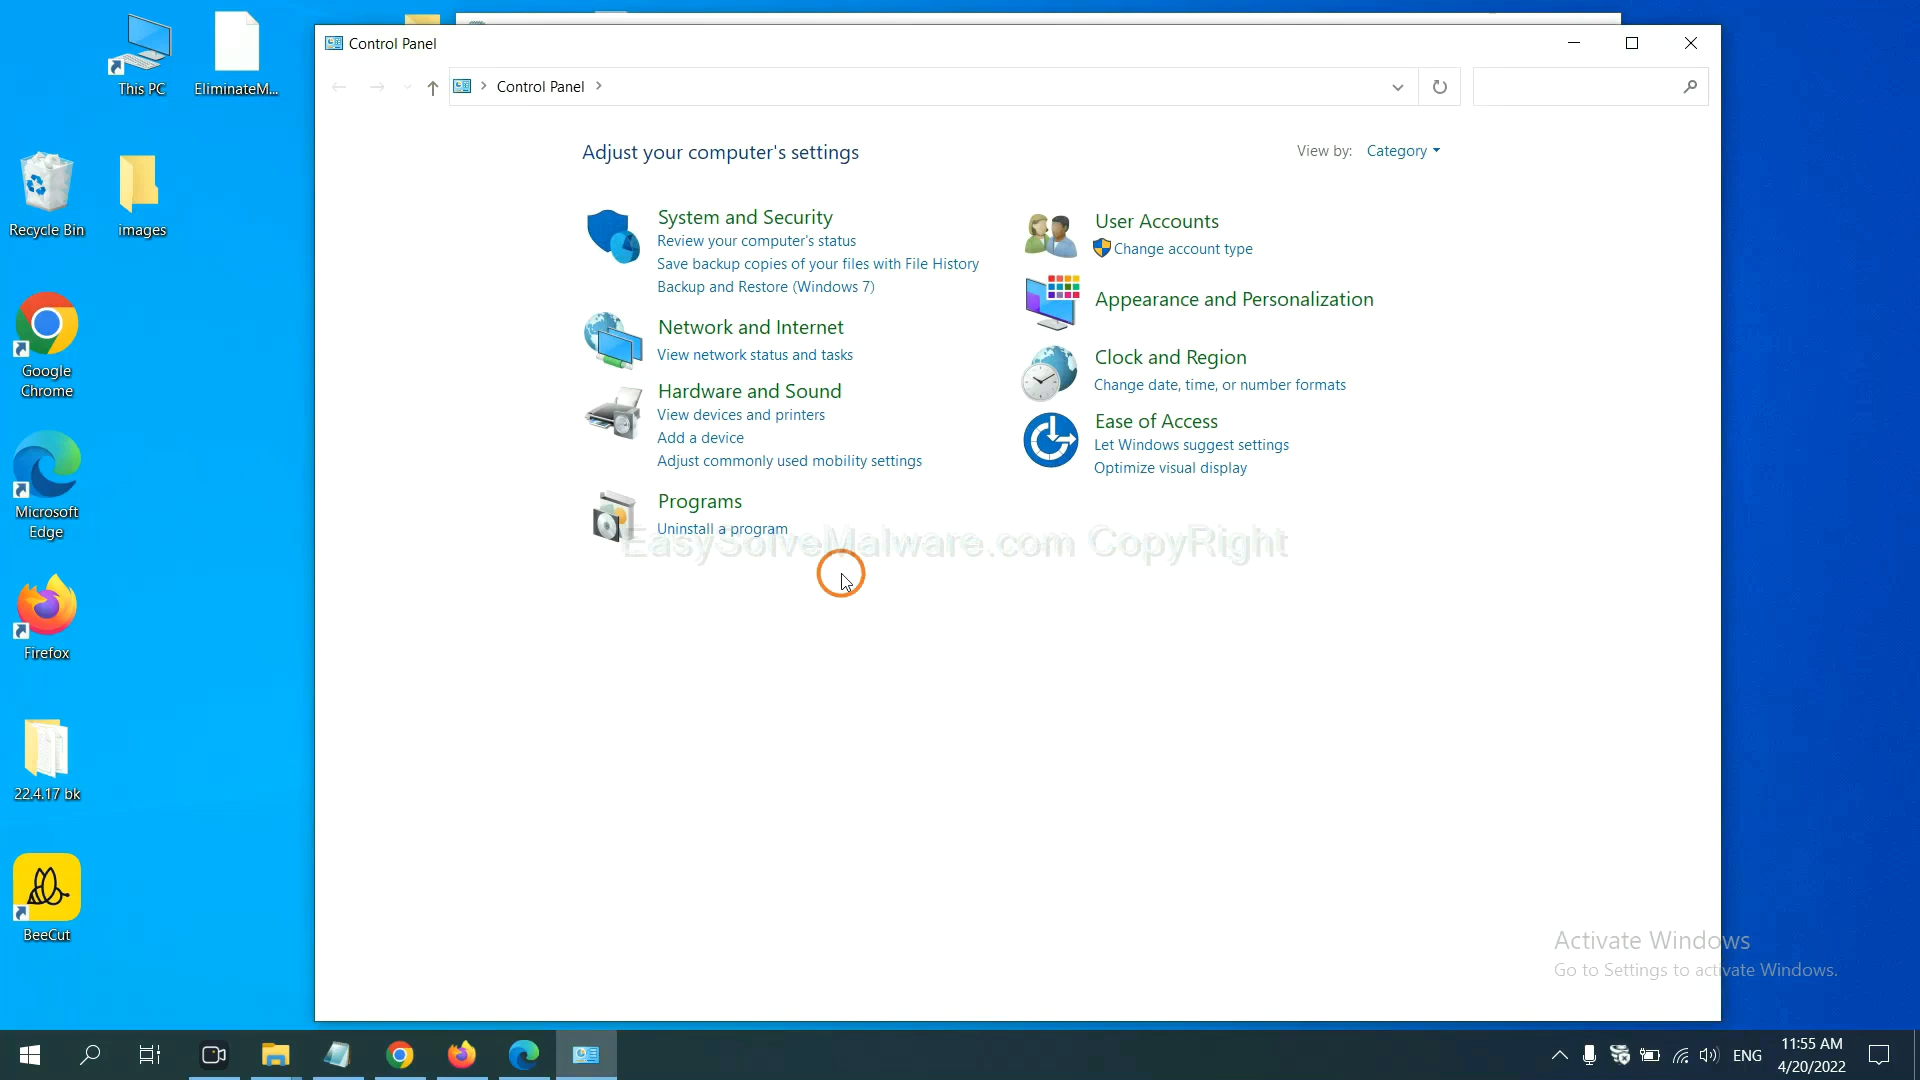 This PC
EliminateM...
Recycle Bin
images
Google
Chrome
Microsoft
Edge
Firefox
22.4.17 bk
BeeCut
Control Panel
Control Panel
Adjust your computer's settings
View by: Category
System and Security
Review your computer's status
Save backup copies of your files with File History
Backup and Restore (Windows 7)
Network and Internet
View network status and tasks
Hardware and Sound
View devices and printers
Add a device
Adjust commonly used mobility settings
Programs
Uninstall a program
User Accounts
Change account type
Appearance and Personalization
Clock and Region
Change date, time, or number formats
Ease of Access
Let Windows suggest settings
Optimize visual display
EasySolveMalware.com CopyRight
Activate Windows
Go to Settings to activate Windows.
ENG
11:55 AM
4/20/2022